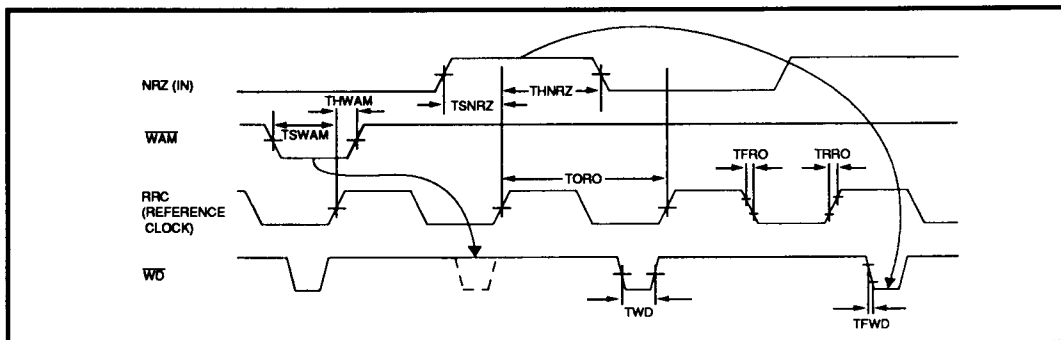 NRZ (IN)
TSNRZ
THNRZ
THWAM
WAM
TSWAM
TFRO
TRRO
TORO
RRC
(REFERENCE
CLOCK)
WD
TWD
TFWD